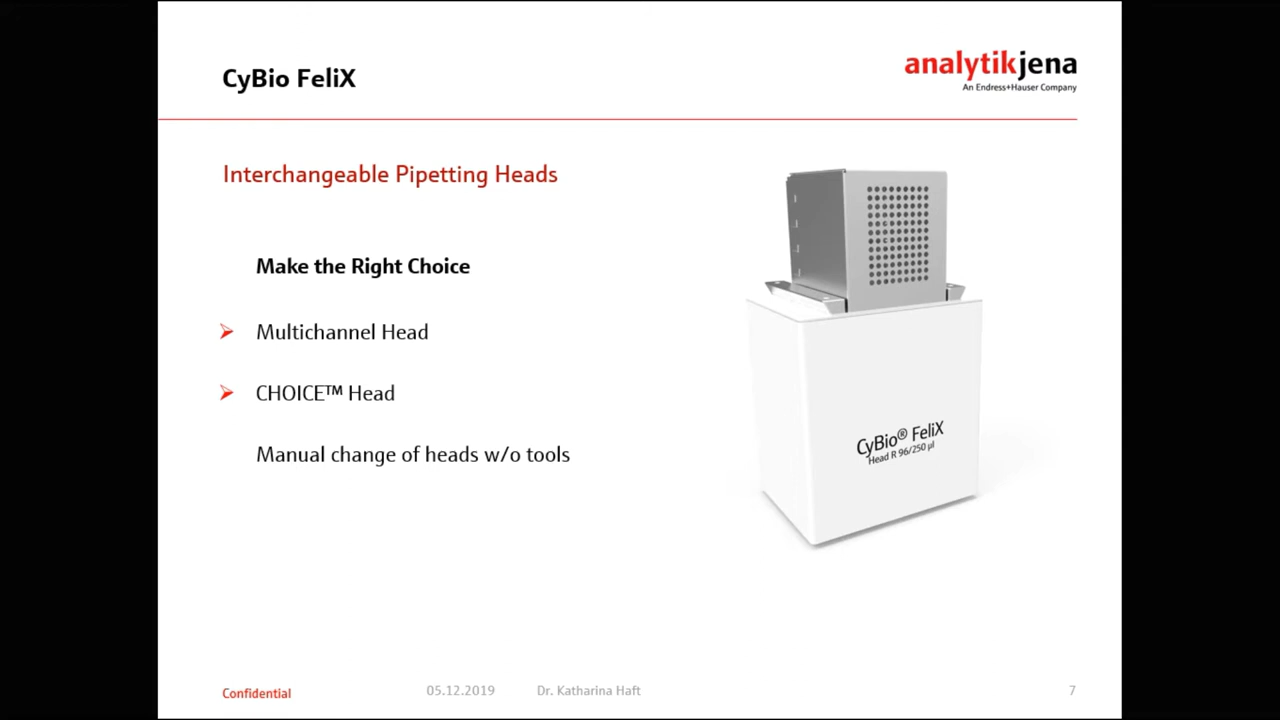 CyBio FeliX
analytikjena
An Endress+Hauser Company
Interchangeable Pipetting Heads
Make the Right Choice
Multichannel Head
CHOICE™ Head
Manual change of heads w/o tools
CyBio® FeliX
Head R 96/250 µl
Confidential
05.12.2019
Dr. Katharina Haft
7